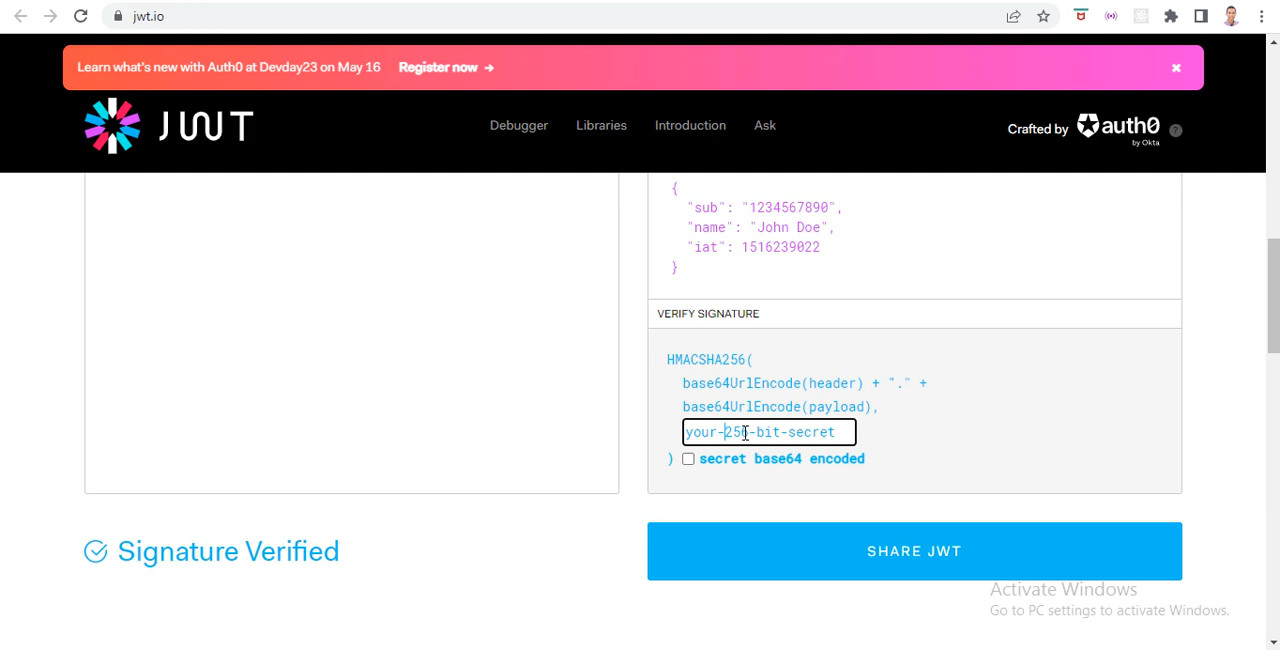 jwt.io
Learn what's new with Auth0 at Devday23 on May 16 Register now →
JWT
Debugger Libraries Introduction Ask
Crafted by auth0
by Okta
{
"sub": "1234567890",
"name": "John Doe",
"iat": 1516239022
}
VERIFY SIGNATURE
HMACSHA256(
base64UrlEncode(header) + "." +
base64UrlEncode(payload),
your-256-bit-secret
) secret base64 encoded
Signature Verified
SHARE JWT
Activate Windows
Go to PC settings to activate Windows.